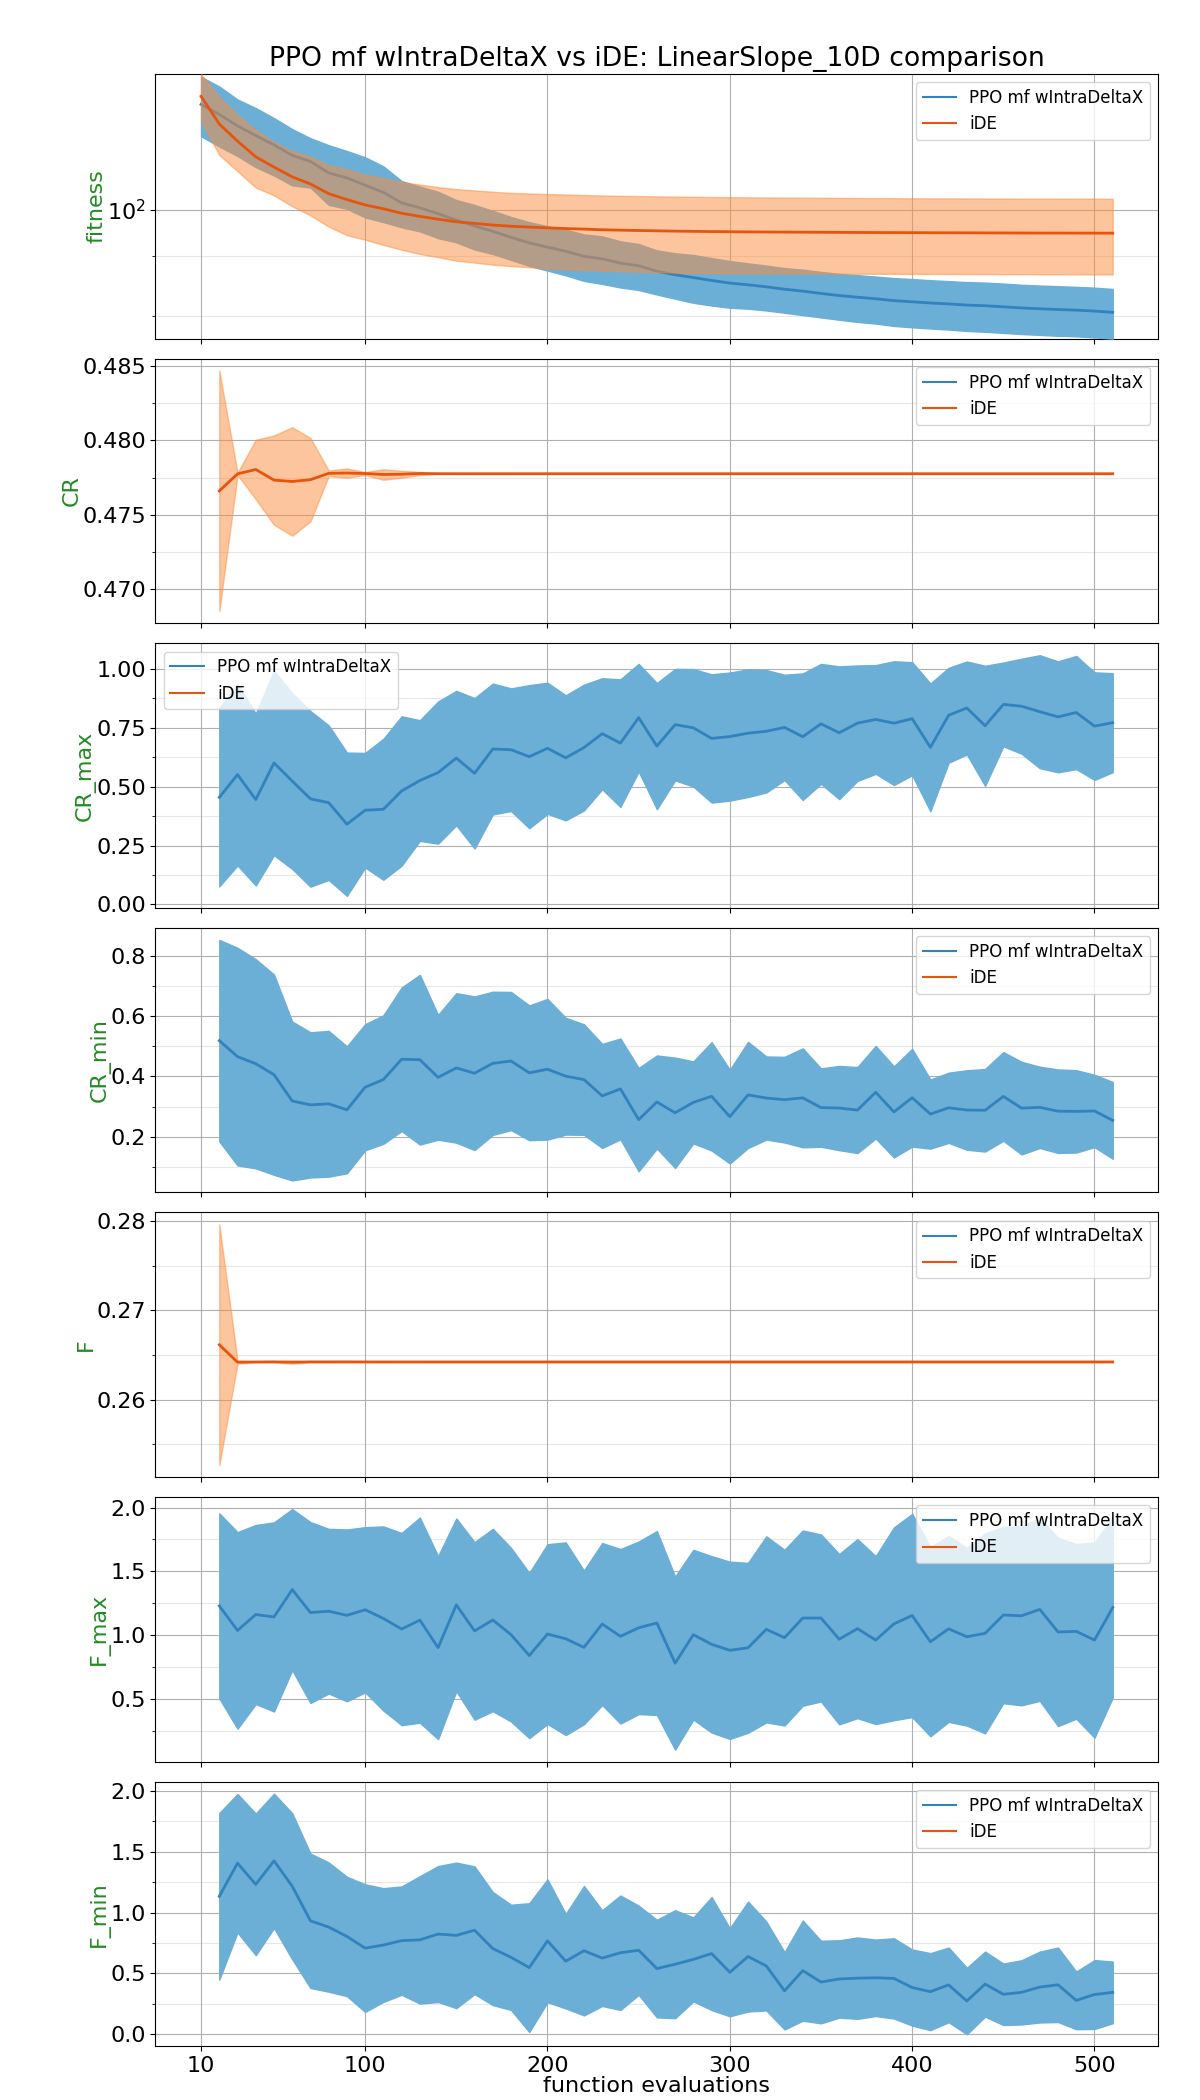 PPO mf wIntraDeltaX vs iDE: LinearSlope_10D comparison
PPO mf wIntraDeltaX
iDE
fitness
10²
PPO mf wIntraDeltaX
iDE
CR
0.485
0.480
0.475
0.470
PPO mf wIntraDeltaX
iDE
CR_max
1.00
0.75
0.50
0.25
0.00
PPO mf wIntraDeltaX
iDE
CR_min
0.8
0.6
0.4
0.2
PPO mf wIntraDeltaX
iDE
F
0.28
0.27
0.26
PPO mf wIntraDeltaX
iDE
F_max
2.0
1.5
1.0
0.5
PPO mf wIntraDeltaX
iDE
F_min
2.0
1.5
1.0
0.5
0.0
10 100 200 300 400 500
function evaluations